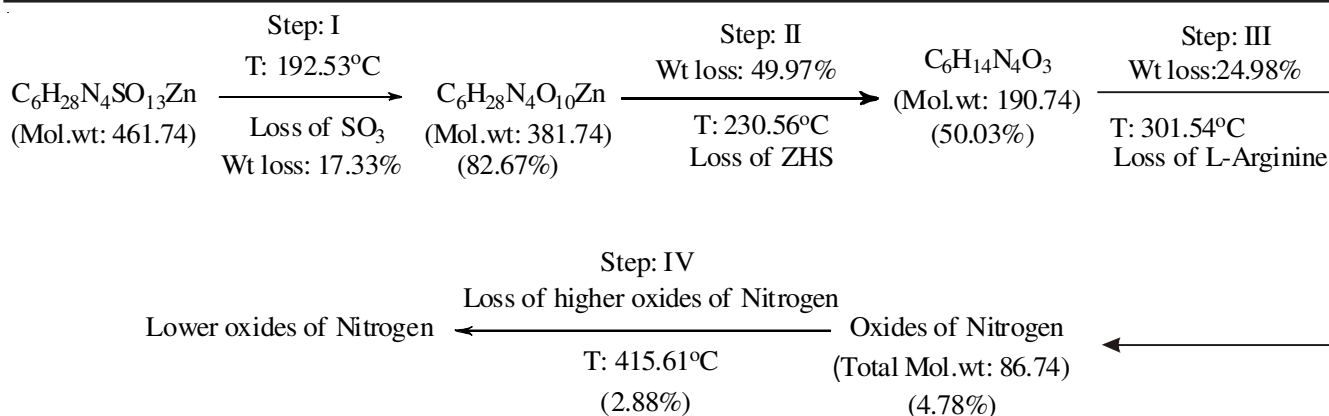 Step: I
T: 192.53°C
C₆H₂₈N₄SO₁₃Zn
(Mol.wt: 461.74)
Loss of SO₃
Wt loss: 17.33%
C₆H₂₈N₄O₁₀Zn
(Mol.wt: 381.74)
(82.67%)
Step: II
Wt loss: 49.97%
T: 230.56°C
Loss of ZHS
C₆H₁₄N₄O₃
(Mol.wt: 190.74)
(50.03%)
Step: III
Wt loss:24.98%
T: 301.54°C
Loss of L-Arginine
Step: IV
Loss of higher oxides of Nitrogen
Lower oxides of Nitrogen
T: 415.61°C
(2.88%)
Oxides of Nitrogen
(Total Mol.wt: 86.74)
(4.78%)